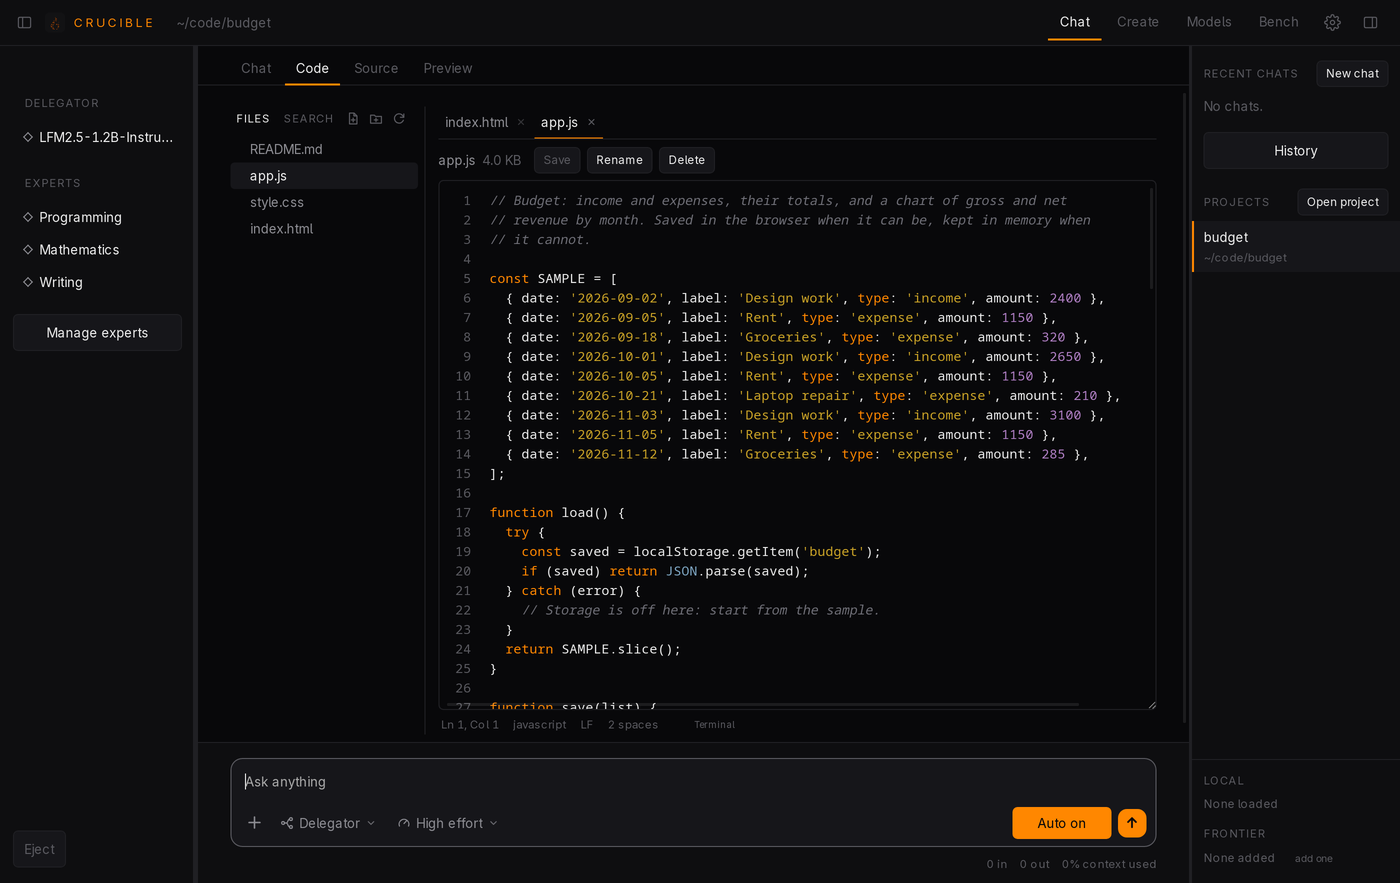 CRUCIBLE ~/code/budget
Chat Create Models Bench
DELEGATOR
LFM2.5-1.2B-Instru...
EXPERTS
Programming
Mathematics
Writing
Manage experts
Eject
Chat Code Source Preview
FILES SEARCH
README.md
app.js
style.css
index.html
index.html × app.js ×
app.js 4.0 KB Save Rename Delete
1 // Budget: income and expenses, their totals, and a chart of gross and net
2 // revenue by month. Saved in the browser when it can be, kept in memory when
3 // it cannot.
4
5 const SAMPLE = [
6 { date: '2026-09-02', label: 'Design work', type: 'income', amount: 2400 },
7 { date: '2026-09-05', label: 'Rent', type: 'expense', amount: 1150 },
8 { date: '2026-09-18', label: 'Groceries', type: 'expense', amount: 320 },
9 { date: '2026-10-01', label: 'Design work', type: 'income', amount: 2650 },
10 { date: '2026-10-05', label: 'Rent', type: 'expense', amount: 1150 },
11 { date: '2026-10-21', label: 'Laptop repair', type: 'expense', amount: 210 },
12 { date: '2026-11-03', label: 'Design work', type: 'income', amount: 3100 },
13 { date: '2026-11-05', label: 'Rent', type: 'expense', amount: 1150 },
14 { date: '2026-11-12', label: 'Groceries', type: 'expense', amount: 285 },
15 ];
16
17 function load() {
18 try {
19 const saved = localStorage.getItem('budget');
20 if (saved) return JSON.parse(saved);
21 } catch (error) {
22 // Storage is off here: start from the sample.
23 }
24 return SAMPLE.slice();
25 }
26
27 function save(list) {
Ln 1, Col 1 javascript LF 2 spaces Terminal
Ask anything
Delegator High effort Auto on
0 in 0 out 0% context used
RECENT CHATS New chat
No chats.
History
PROJECTS Open project
budget
~/code/budget
LOCAL
None loaded
FRONTIER
None added add one